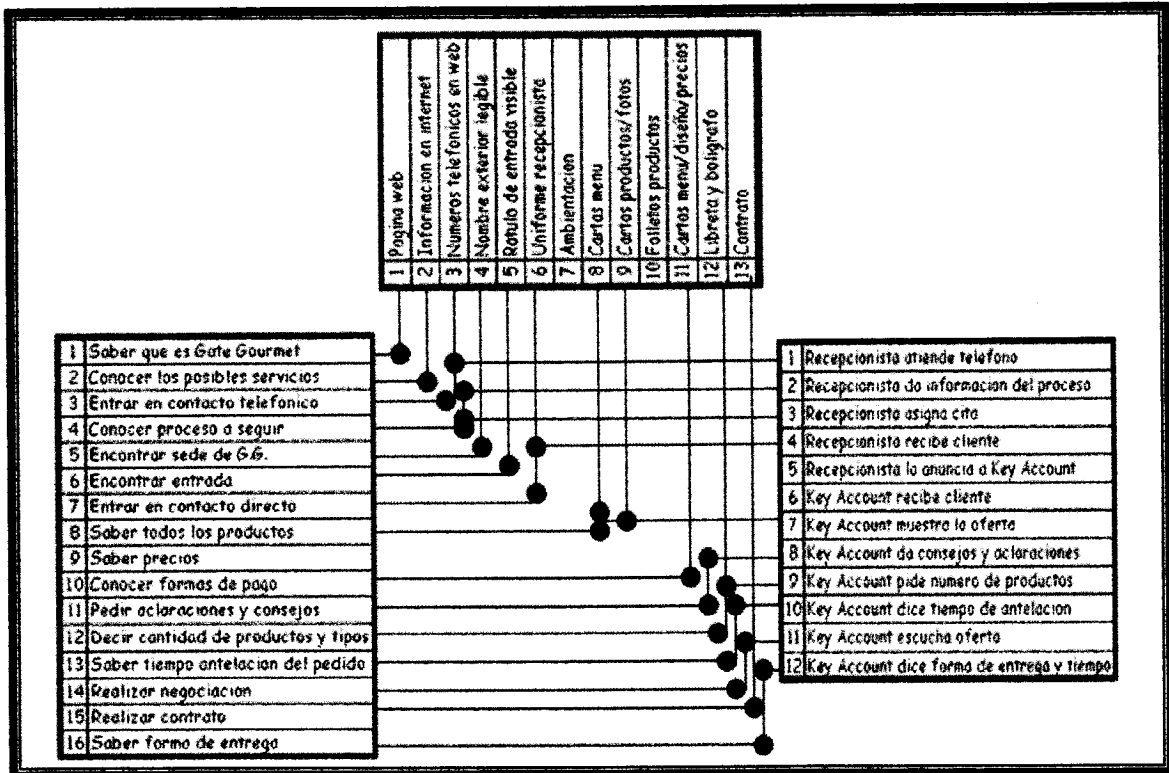 1 Pagina web
2 Informacion en internet
3 Numeros telefonicos en web
4 Nombre exterior legible
5 Rotulo de entrada visible
6 Uniforme recepcionista
7 Ambientacion
8 Cartas menu
9 Cartas productos/fotos
10 Folletos productos
11 Cartas menu/diseño/precios
12 Libreta y boligrafo
13 Contrato
1 Saber que es Gate Gourmet
2 Conocer los posibles servicios
3 Entrar en contacto telefonico
4 Conocer proceso a seguir
5 Encontrar sede de G.G.
6 Encontrar entrada
7 Entrar en contacto directo
8 Saber todos los productos
9 Saber precios
10 Conocer formas de pago
11 Pedir aclaraciones y consejos
12 Decir cantidad de productos y tipos
13 Saber tiempo antelacion del pedido
14 Realizar negociacion
15 Realizar contrato
16 Saber forma de entrega
1 Recepcionista atiende telefono
2 Recepcionista da informacion del proceso
3 Recepcionista asigna cita
4 Recepcionista recibe cliente
5 Recepcionista lo anuncia a Key Account
6 Key Account recibe cliente
7 Key Account muestra la oferta
8 Key Account da consejos y aclaraciones
9 Key Account pide numero de productos
10 Key Account dice tiempo de antelacion
11 Key Account escucha oferta
12 Key Account dice forma de entrega y tiempo